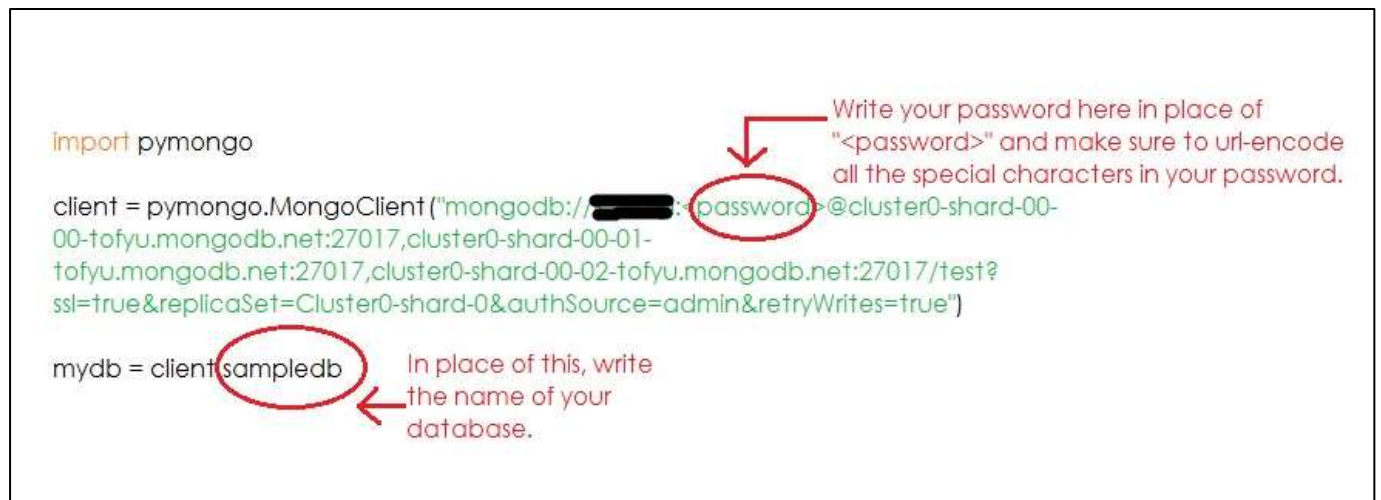 Write your password here in place of
"<password>" and make sure to url-encode
all the special characters in your password.
import pymongo
client = pymongo.MongoClient("mongodb://:<password>@cluster0-shard-00-
00-tofyu.mongodb.net:27017,cluster0-shard-00-01-
tofyu.mongodb.net:27017,cluster0-shard-00-02-tofyu.mongodb.net:27017/test?
ssl=true&replicaSet=Cluster0-shard-0&authSource=admin&retryWrites=true")
mydb = client.sampledb
In place of this, write
the name of your
database.